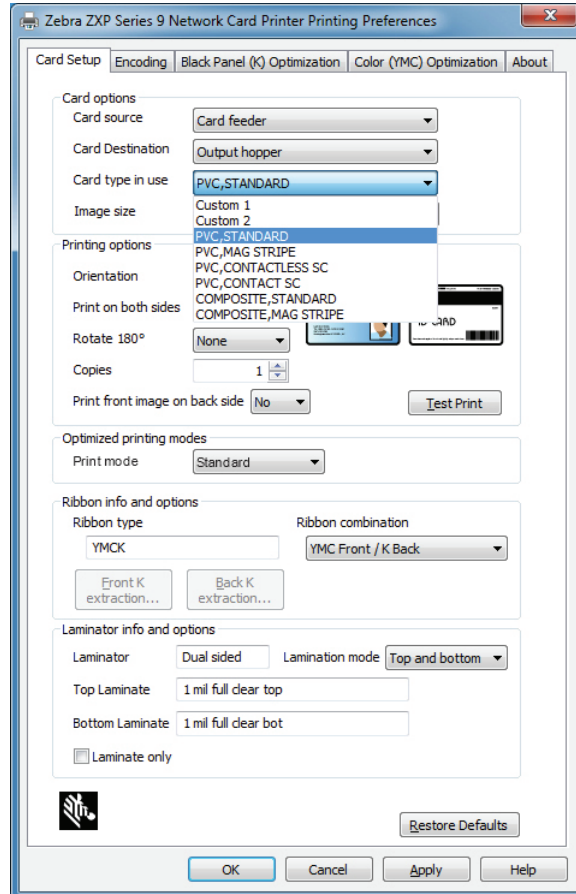 Zebra ZXP Series 9 Network Card Printer Printing Preferences
Card Setup Encoding Black Panel (K) Optimization Color (YMC) Optimization About
Card options
Card source Card feeder
Card Destination Output hopper
Card type in use PVC,STANDARD
Image size
Custom 1
Custom 2
PVC,STANDARD
PVC,MAG STRIPE
PVC,CONTACTLESS SC
PVC,CONTACT SC
COMPOSITE,STANDARD
COMPOSITE,MAG STRIPE
Printing options
Orientation
Print on both sides
ID CARD
Rotate 180° None
Copies 1
Print front image on back side No Test Print
Optimized printing modes
Print mode Standard
Ribbon info and options
Ribbon type Ribbon combination
YMCK YMC Front / K Back
Front K extraction... Back K extraction...
Laminator info and options
Laminator Dual sided Lamination mode Top and bottom
Top Laminate 1 mil full clear top
Bottom Laminate 1 mil full clear bot
Laminate only
Restore Defaults
OK Cancel Apply Help